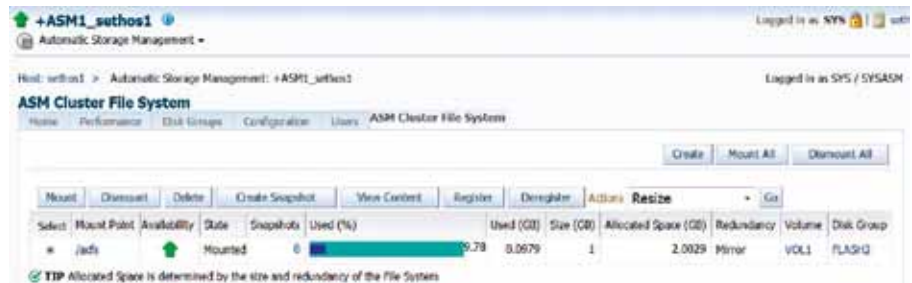 +ASM1_sethos1
Logged in as SYS
Automatic Storage Management
Host: sethos1 > Automatic Storage Management: +ASM1_sethos1
Logged in as SYS / SYSASM
ASM Cluster File System
Home Performance Disk Groups Configuration Users ASM Cluster File System
Create Mount All Dismount All
Mount Dismount Delete Create Snapshot View Content Register Deregister Actions Resize Go
Select Mount Point Availability State Snapshots Used (%) Used (GB) Size (GB) Allocated Space (GB) Redundancy Volume Disk Group
Mounted 0 9.78 0.0979 1 2.0029 Mirror VOL1
TIP Allocated Space is determined by the size and redundancy of the File System